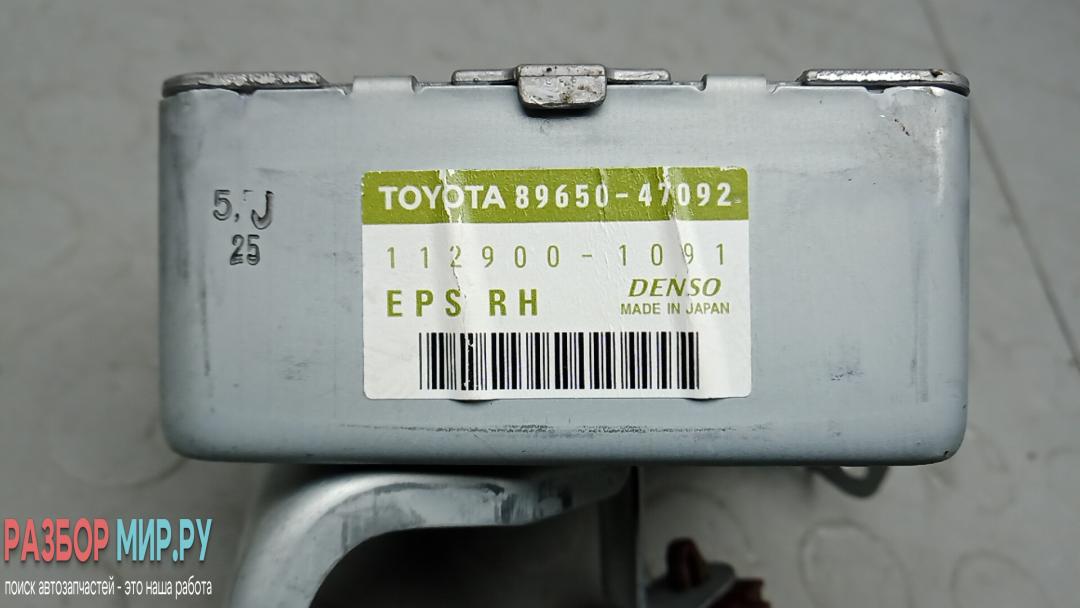 TOYOTA 89650-47092
112900-1091
EPS RH
DENSO
MADE IN JAPAN
25
РАЗБОР МИР.РУ
поиск автозапчастей - это наша работа